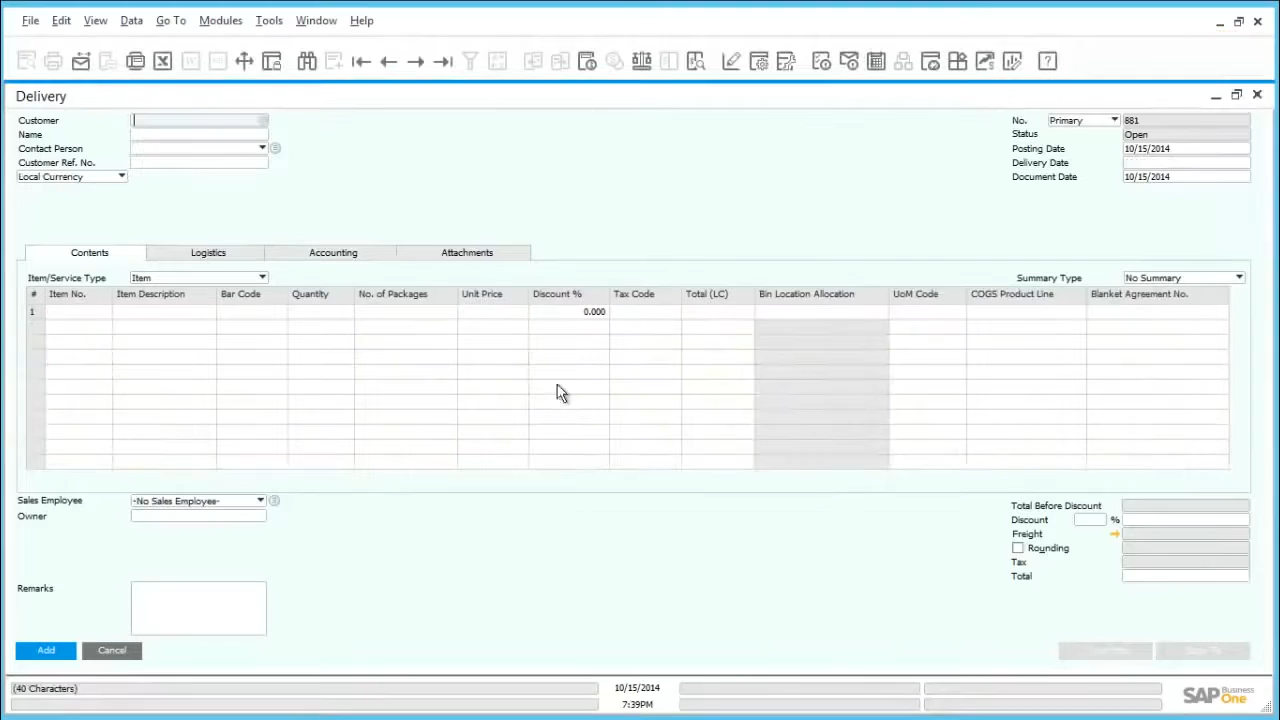 File Edit View Data Go To Modules Tools Window Help
Delivery
Customer
Name
Contact Person
Customer Ref. No.
Local Currency
No. Primary 881
Status Open
Posting Date 10/15/2014
Delivery Date
Document Date 10/15/2014
Contents Logistics Accounting Attachments
Item/Service Type Item Summary Type No Summary
# Item No. Item Description Bar Code Quantity No. of Packages Unit Price Discount % Tax Code Total (LC) Bin Location Allocation UoM Code COGS Product Line Blanket Agreement No.
1 0.000
Sales Employee -No Sales Employee-
Owner
Total Before Discount
Discount %
Freight
Rounding
Tax
Total
Remarks
Add Cancel
(40 Characters) 10/15/2014
7:39PM
SAP Business One